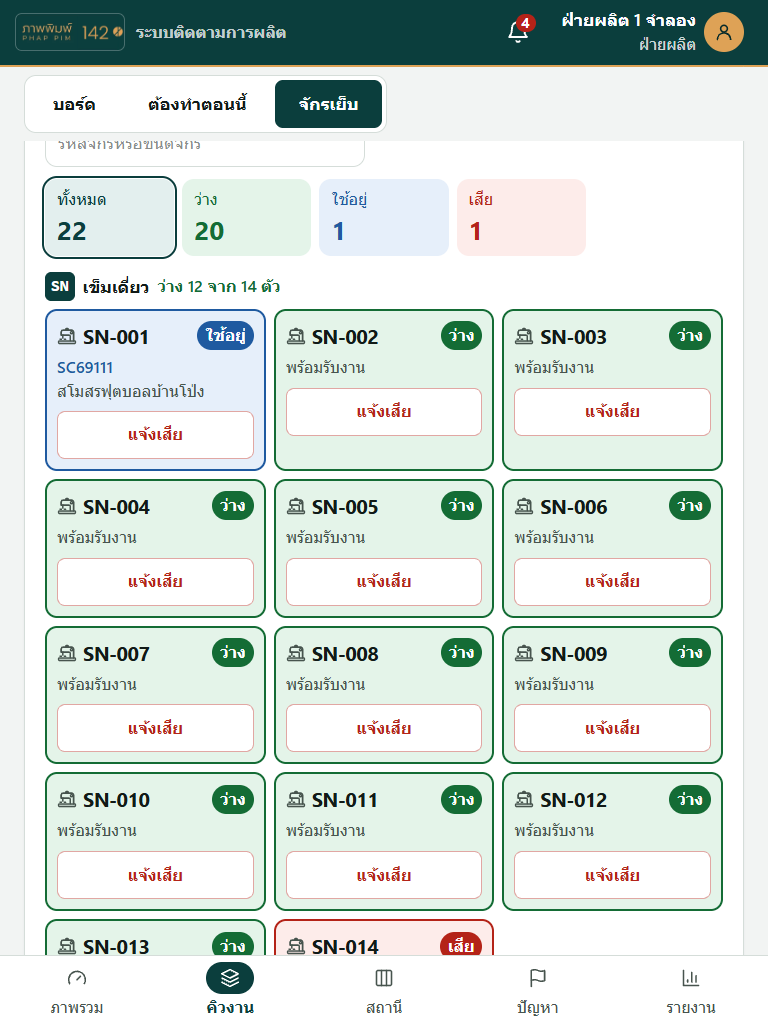 ภาพพิมพ์ 142
PHAP PIM
ระบบติดตามการผลิต
4
ฝ่ายผลิต 1 จำลอง
ฝ่ายผลิต
บอร์ด
ต้องทำตอนนี้
จักรเย็บ
รหัสจักรหรือชนิดจักร
ทั้งหมด
22
ว่าง
20
ใช้อยู่
1
เสีย
1
SN เข็มเดี่ยว ว่าง 12 จาก 14 ตัว
SN-001 ใช้อยู่
SC69111
สโมสรฟุตบอลบ้านโป่ง
แจ้งเสีย
SN-002 ว่าง
พร้อมรับงาน
แจ้งเสีย
SN-003 ว่าง
พร้อมรับงาน
แจ้งเสีย
SN-004 ว่าง
พร้อมรับงาน
แจ้งเสีย
SN-005 ว่าง
พร้อมรับงาน
แจ้งเสีย
SN-006 ว่าง
พร้อมรับงาน
แจ้งเสีย
SN-007 ว่าง
พร้อมรับงาน
แจ้งเสีย
SN-008 ว่าง
พร้อมรับงาน
แจ้งเสีย
SN-009 ว่าง
พร้อมรับงาน
แจ้งเสีย
SN-010 ว่าง
พร้อมรับงาน
แจ้งเสีย
SN-011 ว่าง
พร้อมรับงาน
แจ้งเสีย
SN-012 ว่าง
พร้อมรับงาน
แจ้งเสีย
SN-013 ว่าง
SN-014 เสีย
ภาพรวม
คิวงาน
สถานี
ปัญหา
รายงาน